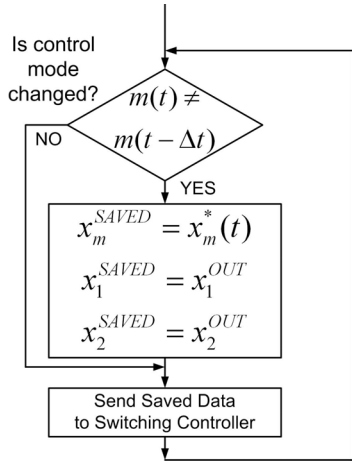 Is control
mode
changed?
m(t) ≠
m(t − Δt)
NO
YES
x_m^{SAVED} = x_m^*(t)
x_1^{SAVED} = x_1^{OUT}
x_2^{SAVED} = x_2^{OUT}
Send Saved Data
to Switching Controller